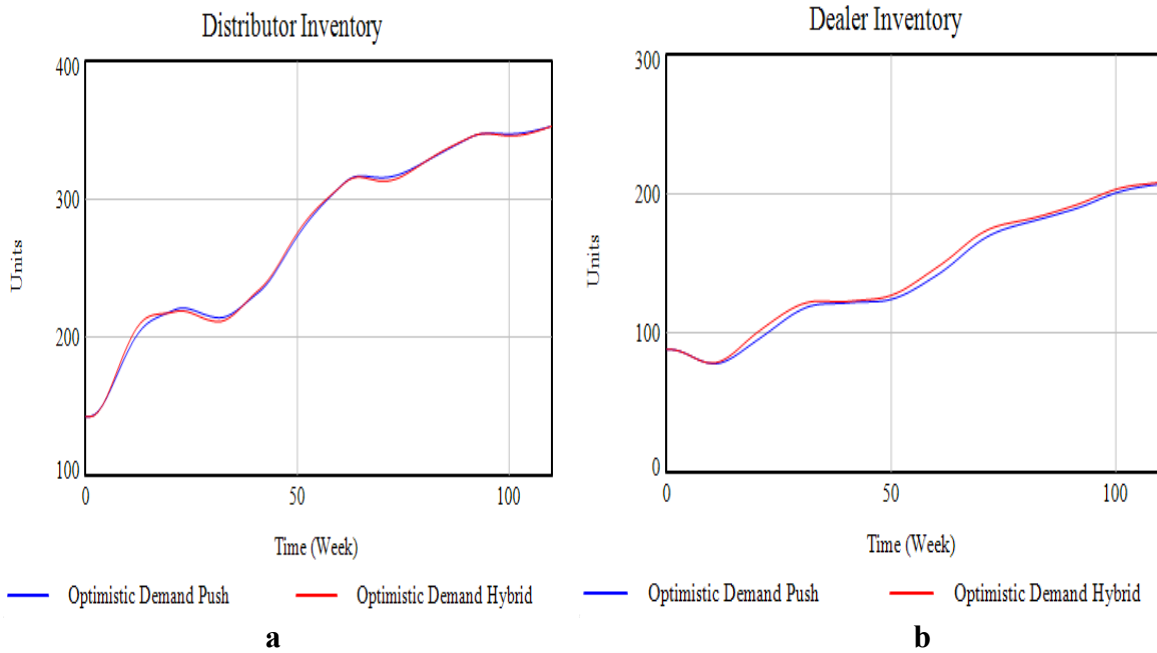 Distributor Inventory
400
300
200
100
Units
0
50
100
Time (Week)
Optimistic Demand Push
Optimistic Demand Hybrid
a
Dealer Inventory
300
200
100
0
Units
0
50
100
Time (Week)
Optimistic Demand Push
Optimistic Demand Hybrid
b